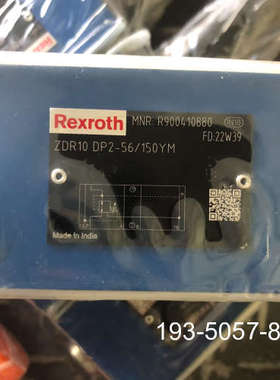 Rexroth
MNR: R900410880
FD:22W39
ZDR10 DP2-56/150YM
Made in India
193-5057-8